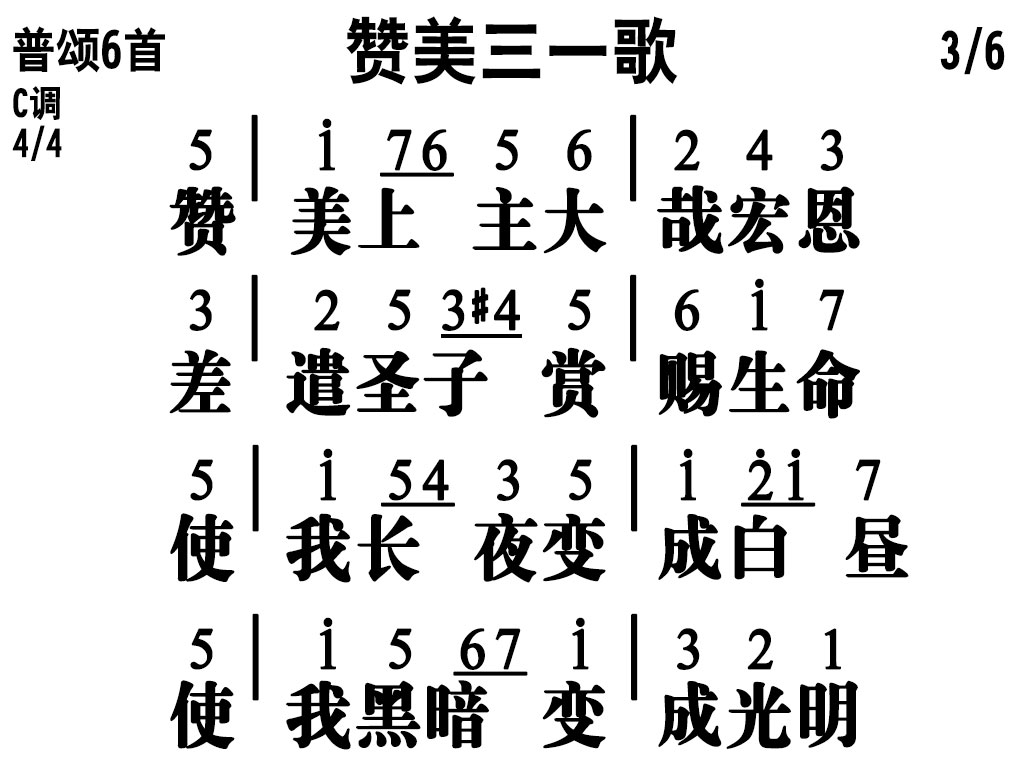 普颂6首 赞美三一歌 3/6
C调
4/4
5 | i 76 5 6 | 2 4 3
赞 美上 主大 哉宏恩
3 | 2 5 3#4 5 | 6 i 7
差 遣圣子 赏 赐生命
5 | i 54 3 5 | i 2̇i 7
使 我长 夜变 成白 昼
5 | i 5 67 i | 3 2 1
使 我黑暗 变 成光明